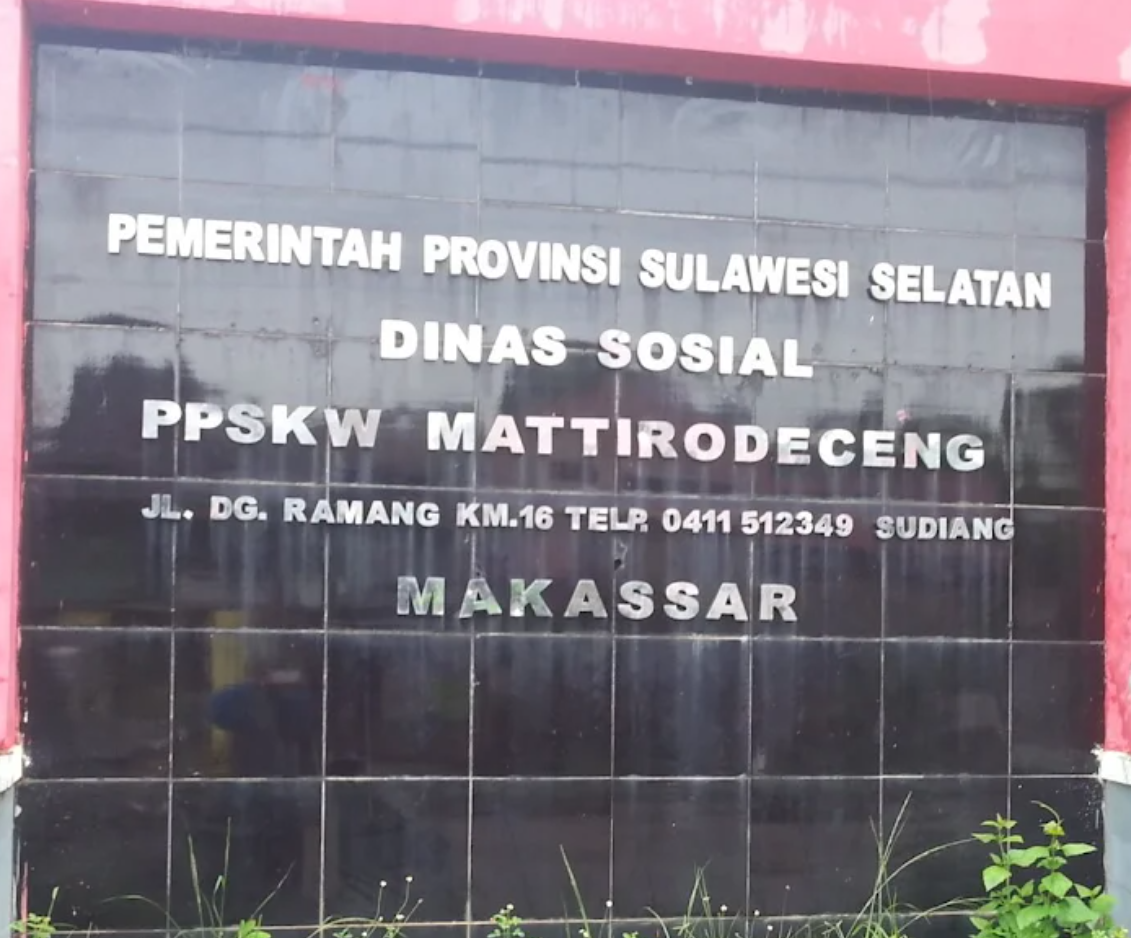 PEMERINTAH PROVINSI SULAWESI SELATAN
DINAS SOSIAL
PPSKW MATTIRODECENG
JL. DG. RAMANG KM.16 TELP. 0411 512349 SUDIANG
MAKASSAR